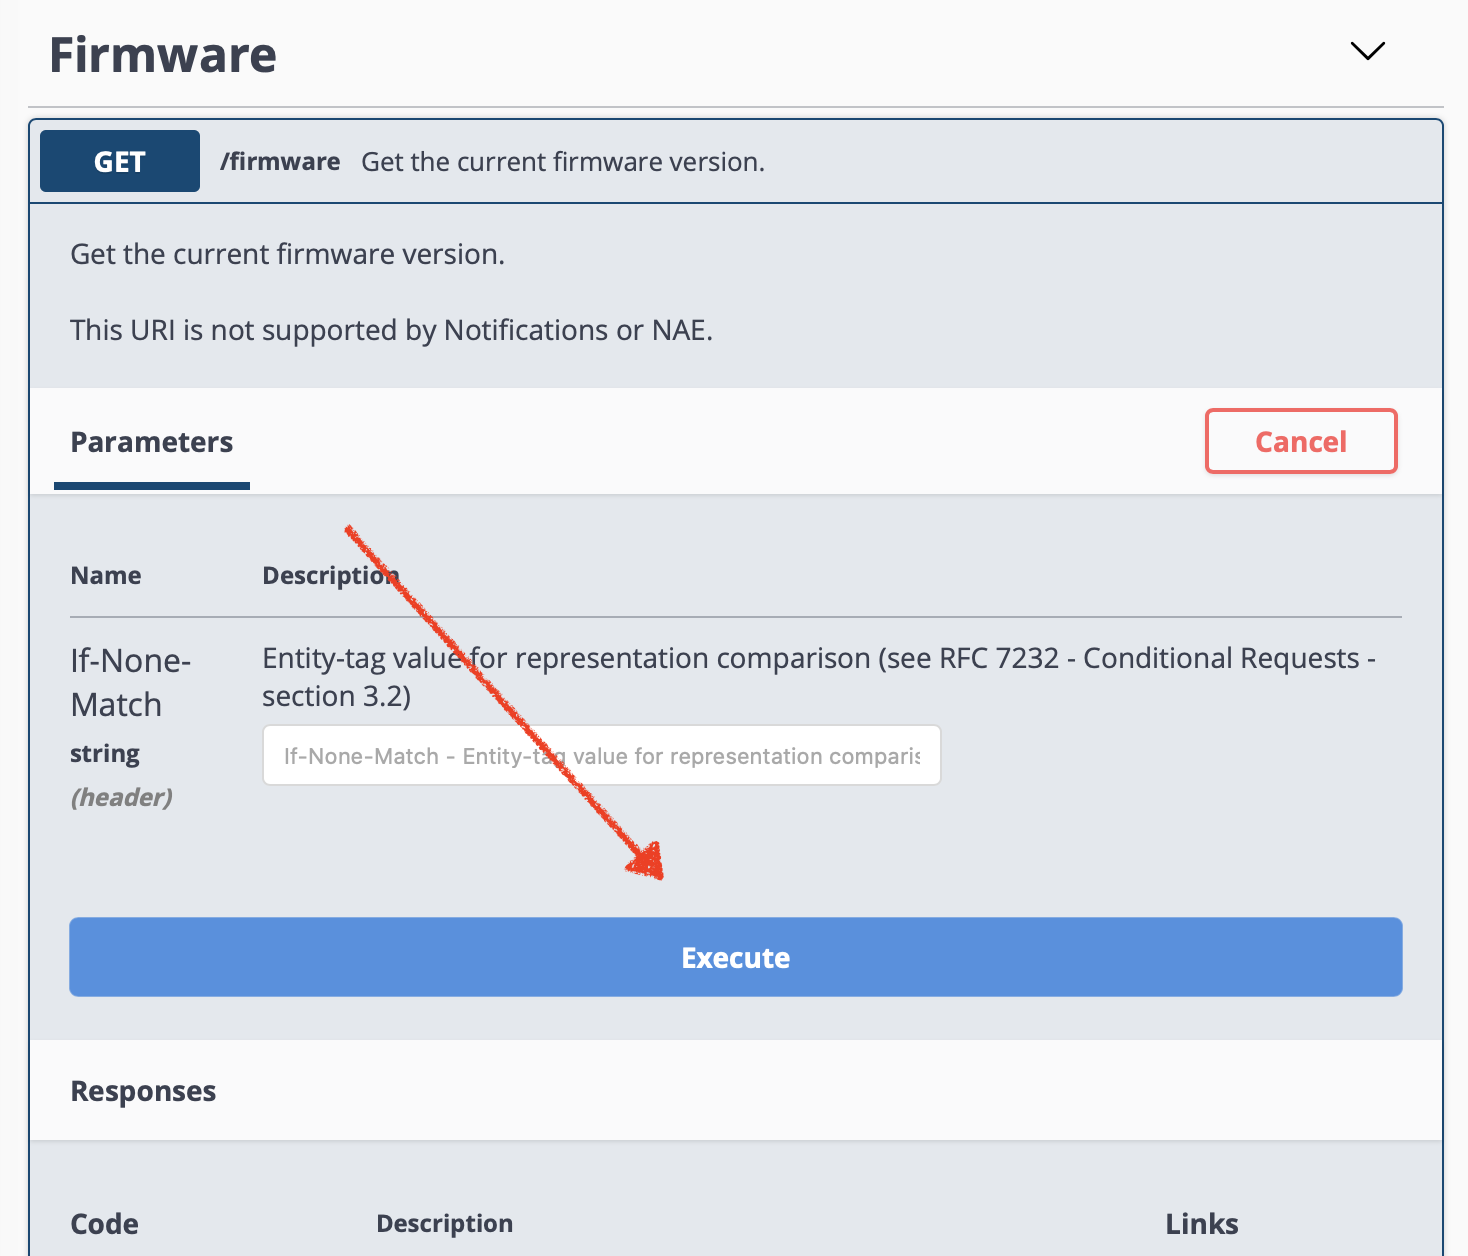 Firmware
GET /firmware Get the current firmware version.
Get the current firmware version.
This URI is not supported by Notifications or NAE.
Parameters
Cancel
Name Description
If-None-
Match
string
(header)
Entity-tag value for representation comparison (see RFC 7232 - Conditional Requests -
section 3.2)
If-None-Match - Entity-tag value for representation comparis
Execute
Responses
Code Description Links